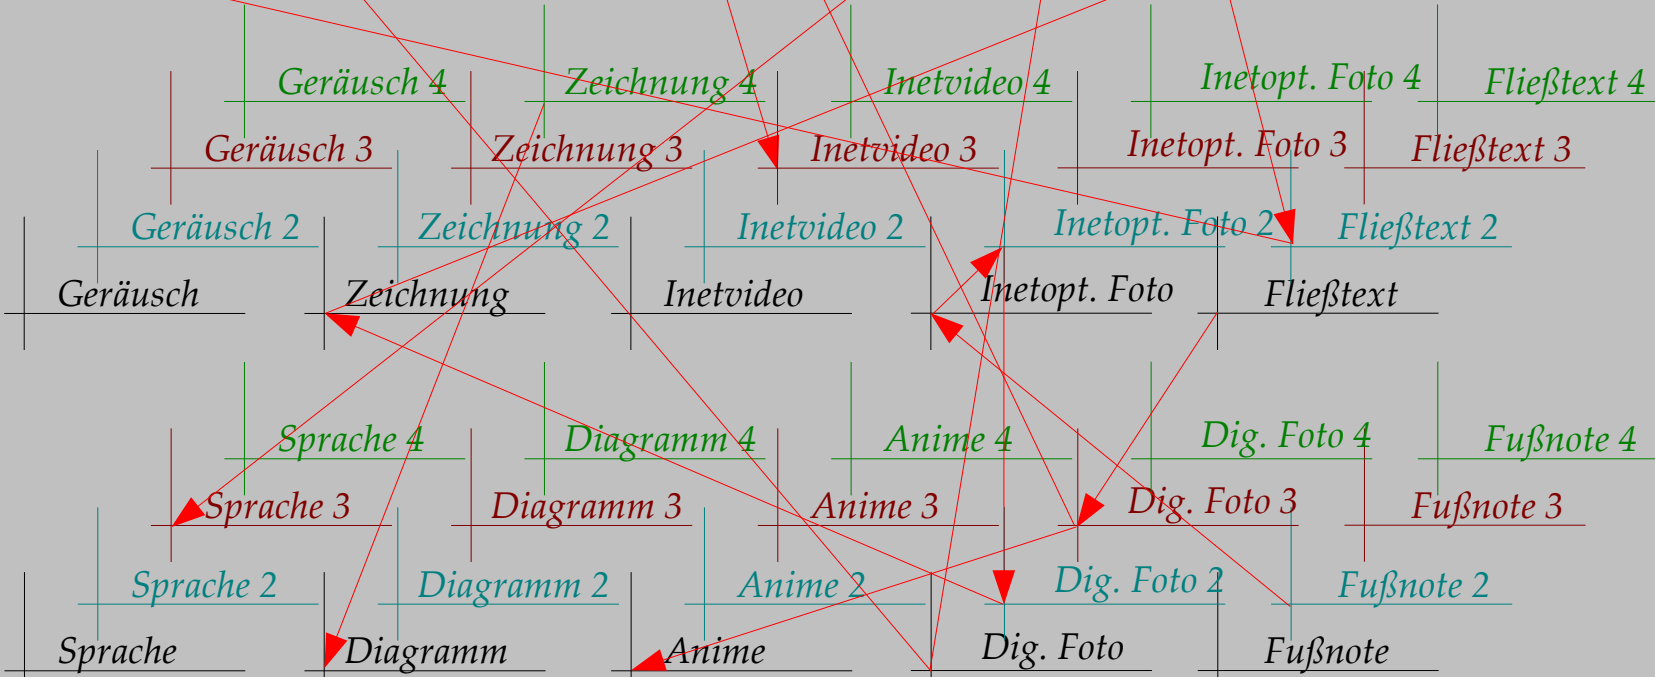 Geräusch 4 Zeichnung 4 Inetvideo 4 Inetopt. Foto 4 Fließtext 4
Geräusch 3 Zeichnung 3 Inetvideo 3 Inetopt. Foto 3 Fließtext 3
Geräusch 2 Zeichnung 2 Inetvideo 2 Inetopt. Foto 2 Fließtext 2
Geräusch Zeichnung Inetvideo Inetopt. Foto Fließtext
Sprache 4 Diagramm 4 Anime 4 Dig. Foto 4 Fußnote 4
Sprache 3 Diagramm 3 Anime 3 Dig. Foto 3 Fußnote 3
Sprache 2 Diagramm 2 Anime 2 Dig. Foto 2 Fußnote 2
Sprache Diagramm Anime Dig. Foto Fußnote